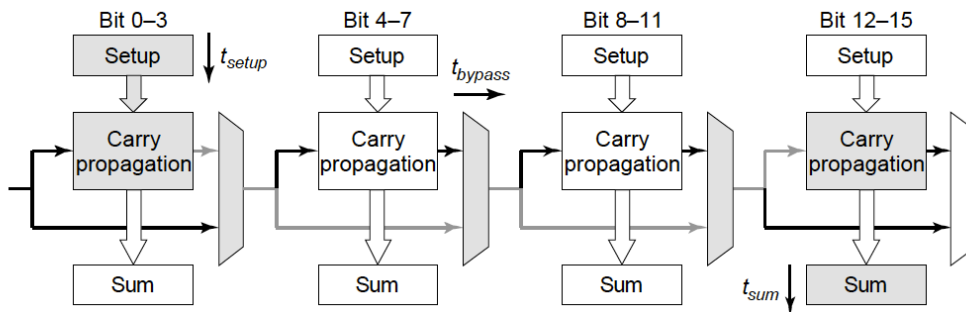 Bit 0–3
Bit 4–7
Bit 8–11
Bit 12–15
Setup
t_setup
Setup
t_bypass
Setup
Setup
Carry
propagation
Carry
propagation
Carry
propagation
Carry
propagation
Sum
Sum
Sum
t_sum
Sum